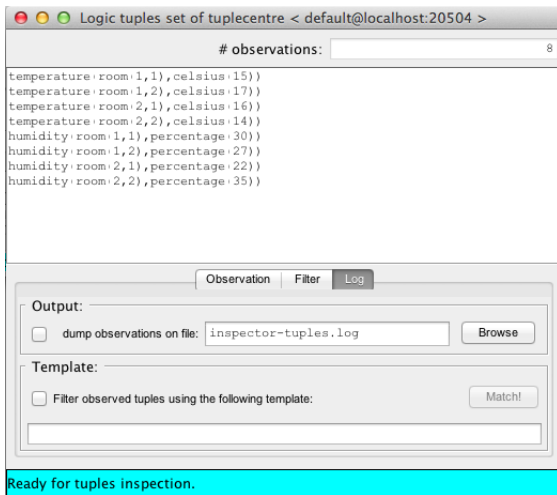 Logic tuples set of tuplecentre < default@localhost:20504 >
# observations: 8
temperature(room(1,1),celsius(15))
temperature(room(1,2),celsius(17))
temperature(room(2,1),celsius(16))
temperature(room(2,2),celsius(14))
humidity(room(1,1),percentage(30))
humidity(room(1,2),percentage(27))
humidity(room(2,1),percentage(22))
humidity(room(2,2),percentage(35))
Observation Filter Log
Output:
dump observations on file: inspector-tuples.log Browse
Template:
Filter observed tuples using the following template: Match!
Ready for tuples inspection.